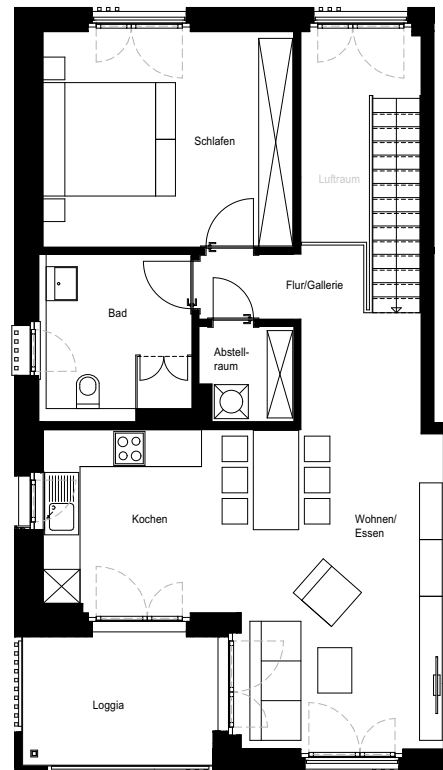 Schlafen
Luftraum
Flur/Gallerie
Bad
Abstell-
raum
Kochen
Wohnen/
Essen
Loggia